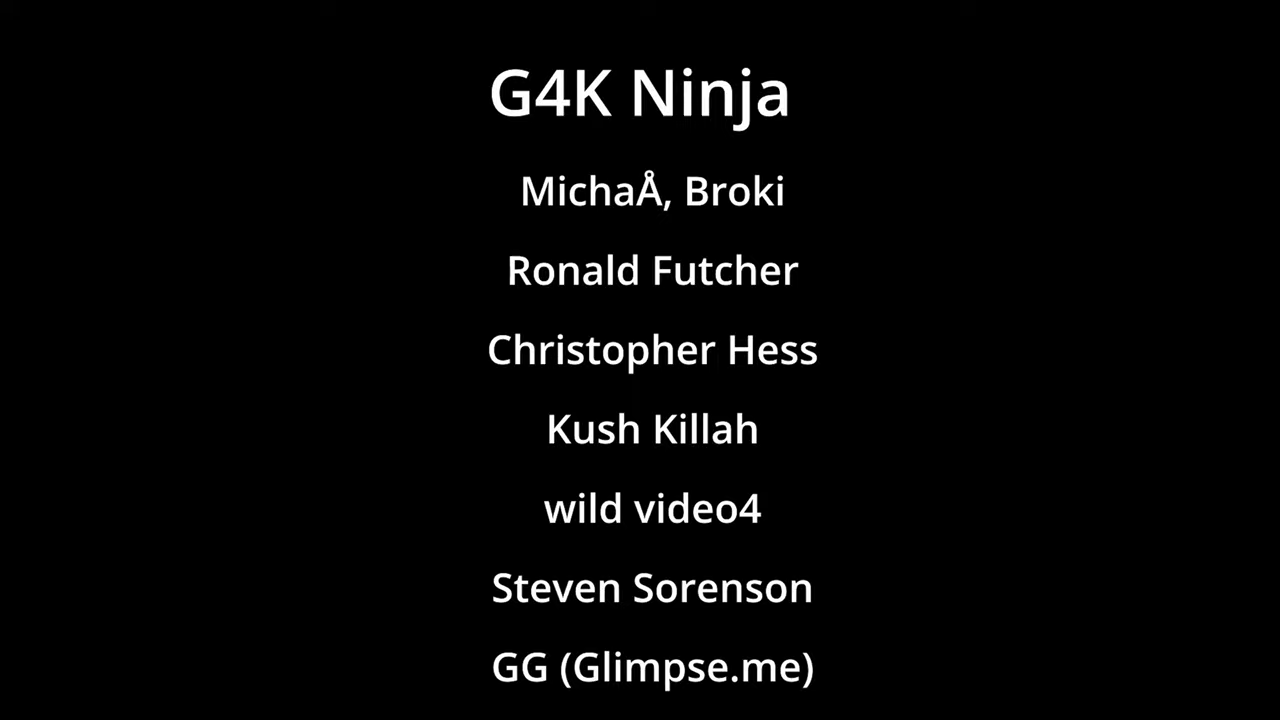 G4K Ninja
MichaÅ, Broki
Ronald Futcher
Christopher Hess
Kush Killah
wild video4
Steven Sorenson
GG (Glimpse.me)